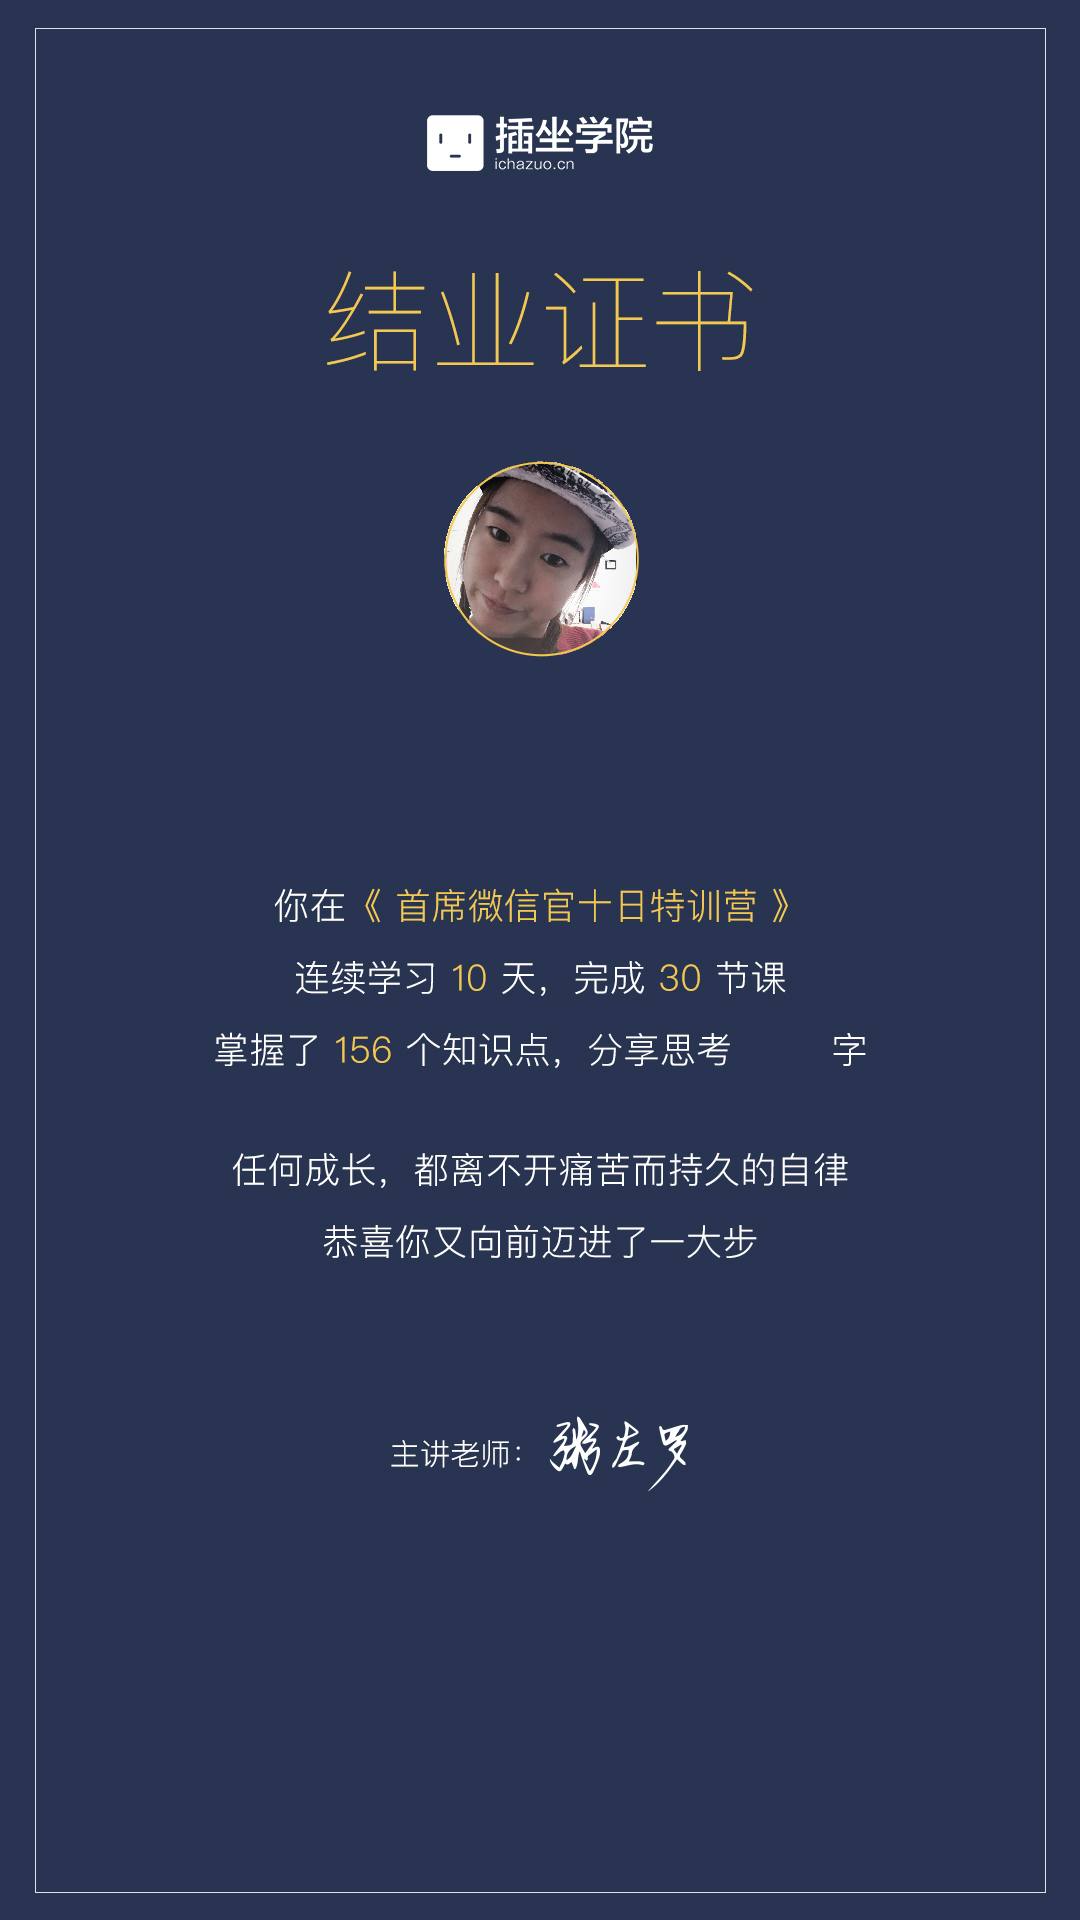 插坐学院
ichazuo.cn
结业证书
你在《 首席微信官十日特训营 》
连续学习 10 天，完成 30 节课
掌握了 156 个知识点，分享思考 字
任何成长，都离不开痛苦而持久的自律
恭喜你又向前迈进了一大步
主讲老师：粥左罗